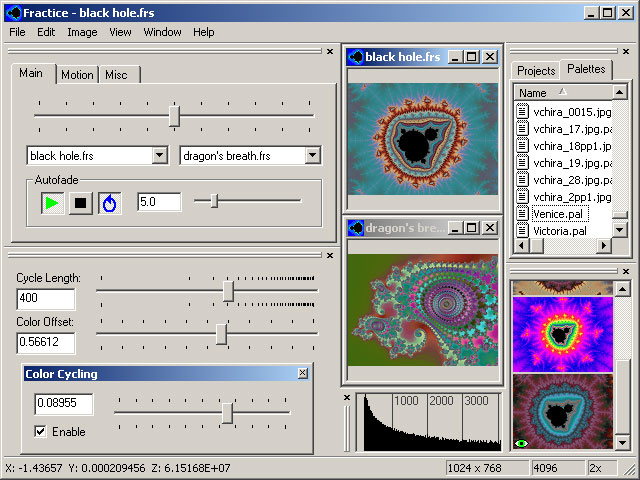 Fractice - black hole.frs
File Edit Image View Window Help
Main Motion Misc
black hole.frs
dragon's breath.frs
Autofade
5.0
Cycle Length:
400
Color Offset:
0.56612
Color Cycling
0.08955
Enable
black hole.frs
dragon's bre...
1000 2000 3000
Projects Palettes
Name
vchira_0015.jpg
vchira_17.jpg.pa
vchira_18pp1.jpg
vchira_19.jpg.pa
vchira_28.jpg.pa
vchira_2pp1.jpg
Venice.pal
Victoria.pal
X: -1.43657 Y: 0.000209456 Z: 6.15168E+07
1024 x 768
4096
2x